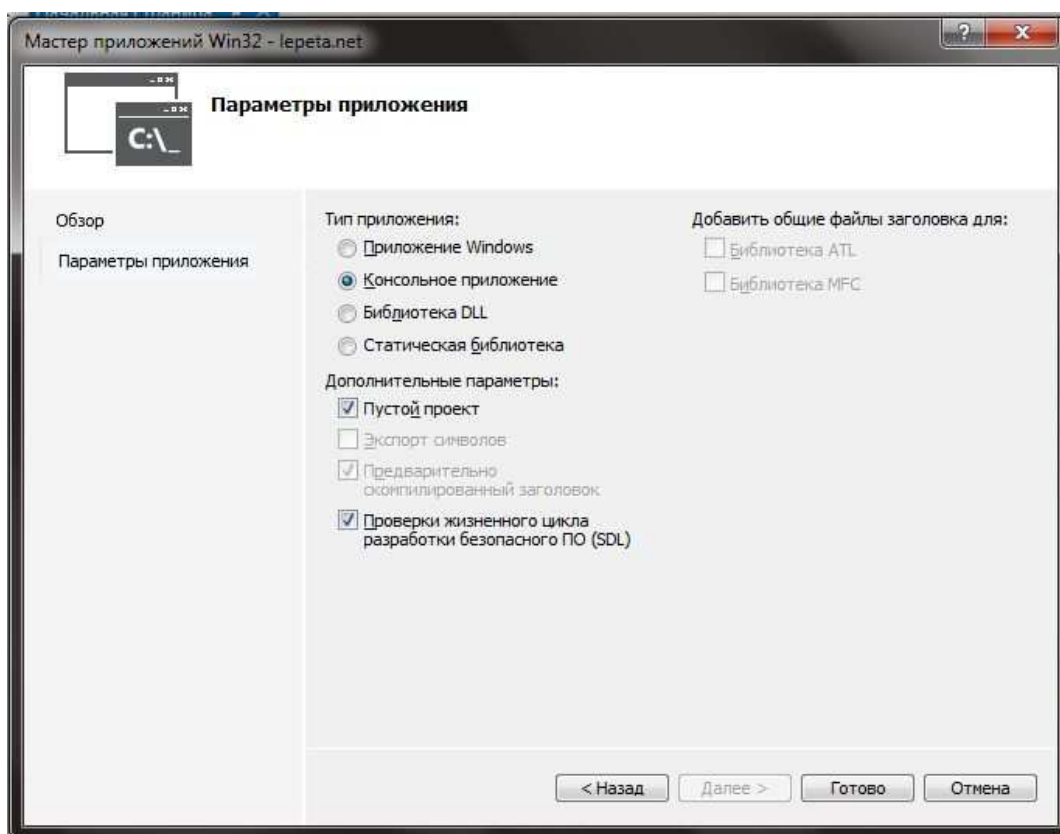 Мастер приложений Win32 - lepeta.net
C:\_
Параметры приложения
Обзор
Параметры приложения
Тип приложения:
Приложение Windows
Консольное приложение
Библиотека DLL
Статическая библиотека
Дополнительные параметры:
Пустой проект
Экспорт символов
Предварительно
скомпилированный заголовок
Проверки жизненного цикла
разработки безопасного ПО (SDL)
Добавить общие файлы заголовка для:
Библиотека ATL
Библиотека MFC
< Назад
Далее >
Готово
Отмена